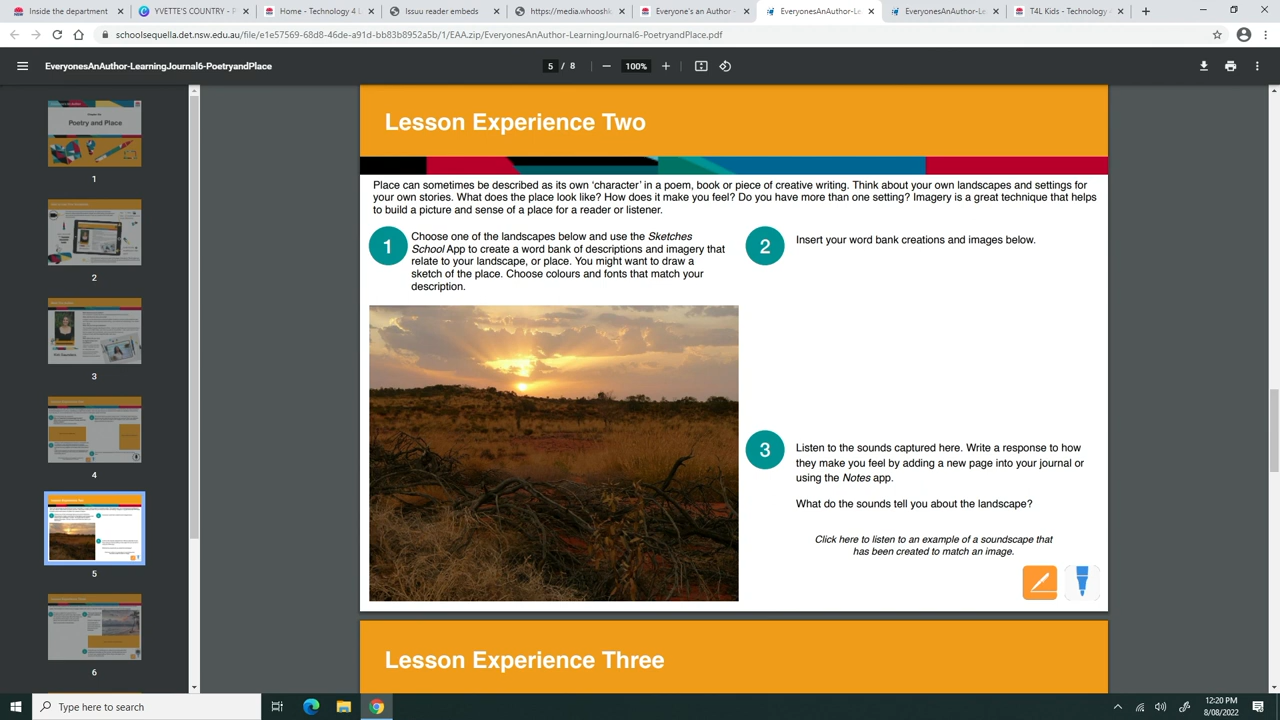 Inside the department
YVETTE'S COUNTRY - P
Home - Technology 4 L
Issuu reader embeds
https://media.wooshk
Everyone's an Author -
EveryonesAnAuthor-Le
EveryonesAnAuthor-Le
T4L Kids - Technology
schoolsequella.det.nsw.edu.au/file/e1e57569-68d8-46de-a91d-bb83b8952a5b/1/EAA.zip/EveryonesAnAuthor-LearningJournal6-PoetryandPlace.pdf
EveryonesAnAuthor-LearningJournal6-PoetryandPlace
5 / 8
100%
Poetry and Place
1
2
3
4
5
6
Lesson Experience Two
Place can sometimes be described as its own 'character' in a poem, book or piece of creative writing. Think about your own landscapes and settings for
your own stories. What does the place look like? How does it make you feel? Do you have more than one setting? Imagery is a great technique that helps
to build a picture and sense of a place for a reader or listener.
1
Choose one of the landscapes below and use the Sketches
School App to create a word bank of descriptions and imagery that
relate to your landscape, or place. You might want to draw a
sketch of the place. Choose colours and fonts that match your
description.
2
Insert your word bank creations and images below.
3
Listen to the sounds captured here. Write a response to how
they make you feel by adding a new page into your journal or
using the Notes app.
What do the sounds tell you about the landscape?
Click here to listen to an example of a soundscape that
has been created to match an image.
Lesson Experience Three
Type here to search
12:20 PM
8/08/2022